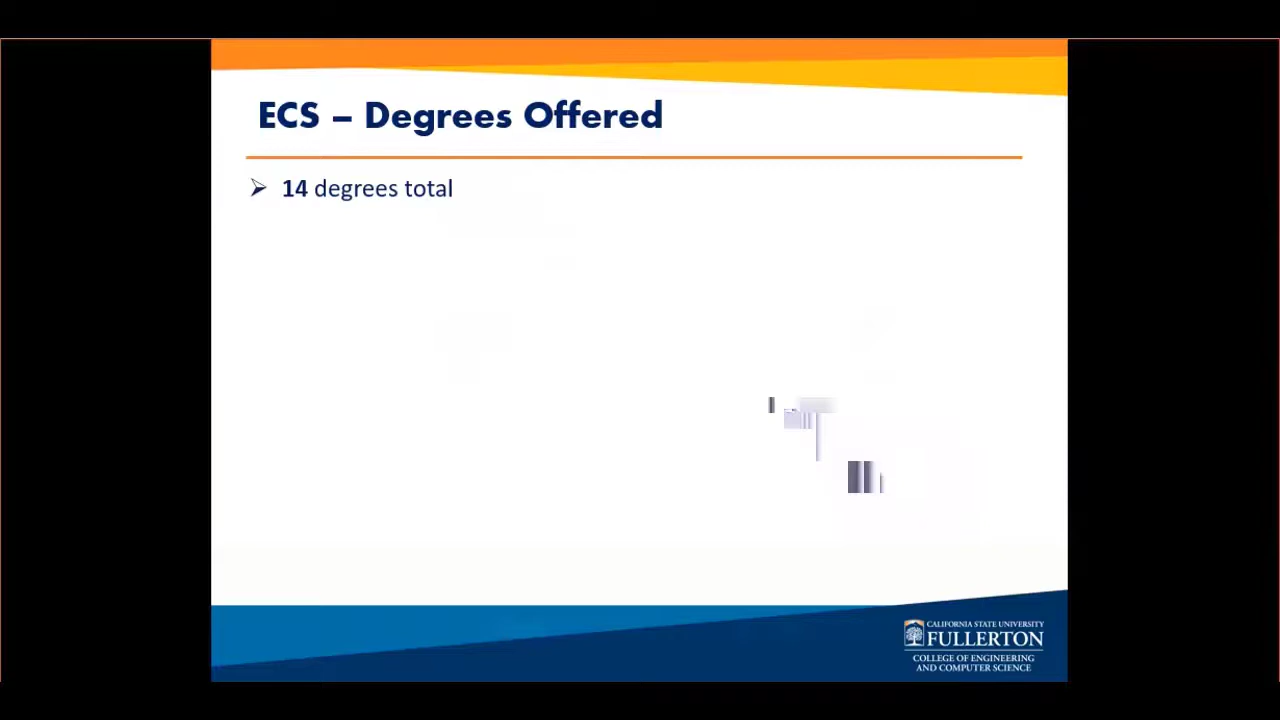 ECS – Degrees Offered
➢ 14 degrees total
CALIFORNIA STATE UNIVERSITY
FULLERTON
COLLEGE OF ENGINEERING
AND COMPUTER SCIENCE